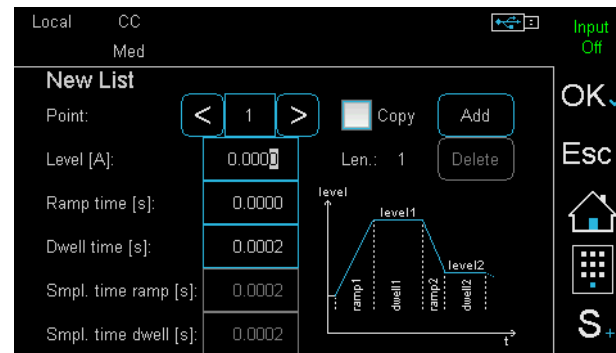 Local CC
Med
Input
Off
New List
Point: < 1 > Copy Add
OK
Level [A]: 0.0000 Len.: 1 Delete
Esc
Ramp time [s]: 0.0000
Dwell time [s]: 0.0002
Smpl. time ramp [s]: 0.0002
Smpl. time dwell [s]: 0.0002
level
level1
level2
ramp1
dwell1
ramp2
dwell2
t
S+